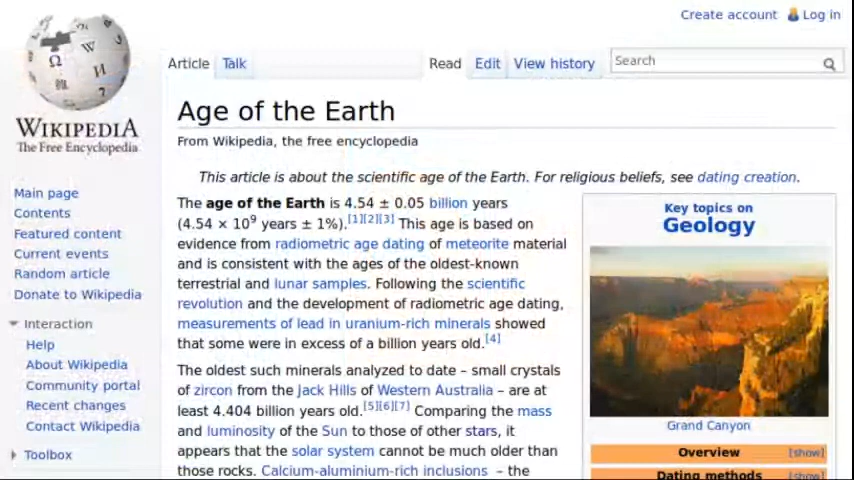 Create account Log in
Article Talk Read Edit View history Search
WIKIPEDIA
The Free Encyclopedia
Main page
Contents
Featured content
Current events
Random article
Donate to Wikipedia
Interaction
Help
About Wikipedia
Community portal
Recent changes
Contact Wikipedia
Toolbox
Age of the Earth
From Wikipedia, the free encyclopedia
This article is about the scientific age of the Earth. For religious beliefs, see dating creation.
The age of the Earth is 4.54 ± 0.05 billion years
(4.54 × 10⁹ years ± 1%).[1][2][3] This age is based on
evidence from radiometric age dating of meteorite material
and is consistent with the ages of the oldest-known
terrestrial and lunar samples. Following the scientific
revolution and the development of radiometric age dating,
measurements of lead in uranium-rich minerals showed
that some were in excess of a billion years old.[4]
The oldest such minerals analyzed to date – small crystals
of zircon from the Jack Hills of Western Australia – are at
least 4.404 billion years old.[5][6][7] Comparing the mass
and luminosity of the Sun to those of other stars, it
appears that the solar system cannot be much older than
those rocks. Calcium-aluminium-rich inclusions – the
Key topics on
Geology
Grand Canyon
Overview [show]
Dating methods [show]